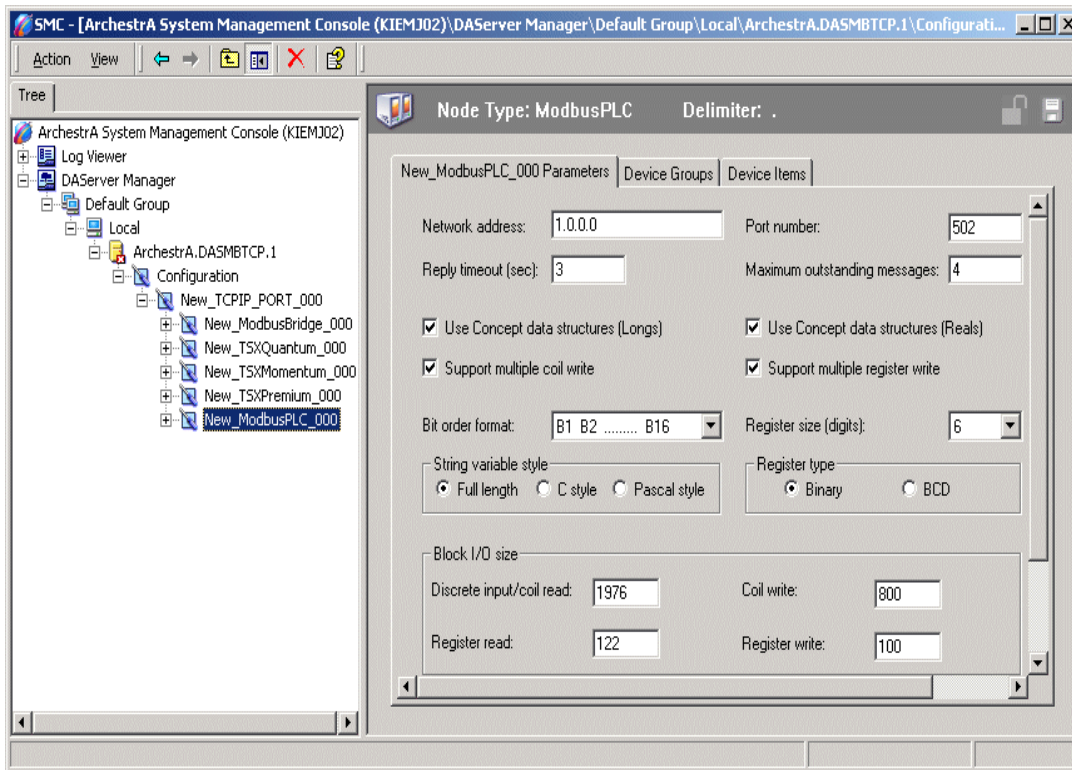 SMC - [ArchestrA System Management Console (KIEMJ02)\DAServer Manager\Default Group\Local\ArchestrA.DASMBTCP.1\Configurati...
Action View
Tree
ArchestrA System Management Console (KIEMJ02)
Log Viewer
DAServer Manager
Default Group
Local
ArchestrA.DASMBTCP.1
Configuration
New_TCPIP_PORT_000
New_ModbusBridge_000
New_TSXQuantum_000
New_TSXMomentum_000
New_TSXPremium_000
New_ModbusPLC_000
Node Type: ModbusPLC Delimiter: .
New_ModbusPLC_000 Parameters Device Groups Device Items
Network address: 1.0.0.0 Port number: 502
Reply timeout (sec): 3 Maximum outstanding messages: 4
Use Concept data structures (Longs) Use Concept data structures (Reals)
Support multiple coil write Support multiple register write
Bit order format: B1 B2 ......... B16 Register size (digits): 6
String variable style Register type
Full length C style Pascal style Binary BCD
Block I/O size
Discrete input/coil read: 1976 Coil write: 800
Register read: 122 Register write: 100